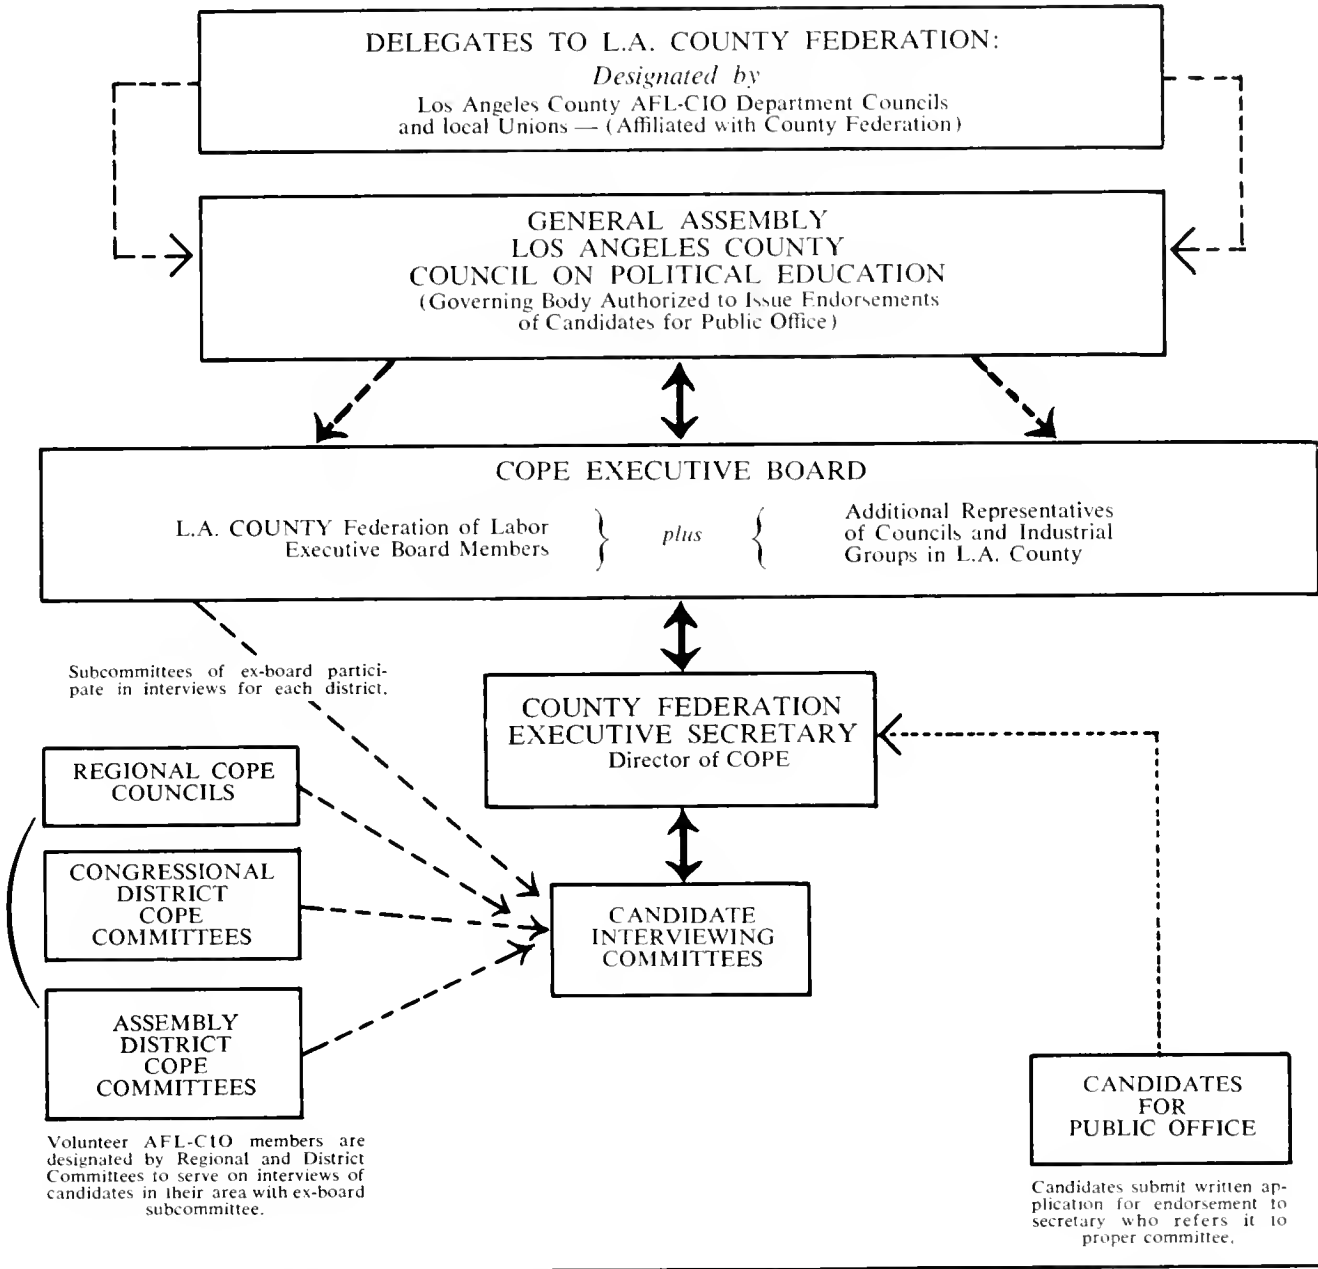 DELEGATES TO L.A. COUNTY FEDERATION:
Designated by
Los Angeles County AFL-CIO Department Councils
and local Unions — (Affiliated with County Federation)
GENERAL ASSEMBLY
LOS ANGELES COUNTY
COUNCIL ON POLITICAL EDUCATION
(Governing Body Authorized to Issue Endorsements
of Candidates for Public Office)
COPE EXECUTIVE BOARD
L.A. COUNTY Federation of Labor
Executive Board Members
} plus {
Additional Representatives
of Councils and Industrial
Groups in L.A. County
Subcommittees of ex-board partici-
pate in interviews for each district.
COUNTY FEDERATION
EXECUTIVE SECRETARY
Director of COPE
REGIONAL COPE
COUNCILS
CONGRESSIONAL
DISTRICT
COPE
COMMITTEES
CANDIDATE
INTERVIEWING
COMMITTEES
ASSEMBLY
DISTRICT
COPE
COMMITTEES
Volunteer AFL-CIO members are
designated by Regional and District
Committees to serve on interviews of
candidates in their area with ex-board
subcommittee.
CANDIDATES
FOR
PUBLIC OFFICE
Candidates submit written ap-
plication for endorsement to
secretary who refers it to
proper committee.